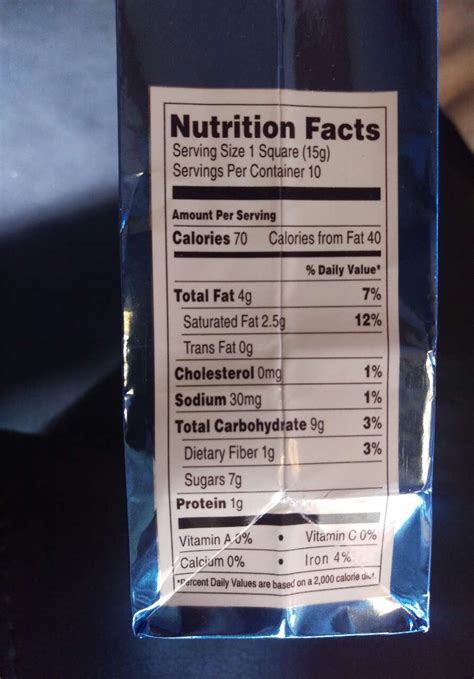 Nutrition Facts
Serving Size 1 Square (15g)
Servings Per Container 10
Amount Per Serving
Calories 70 Calories from Fat 40
% Daily Value*
Total Fat 4g 7%
Saturated Fat 2.5g 12%
Trans Fat 0g
Cholesterol 0mg 1%
Sodium 30mg 1%
Total Carbohydrate 9g 3%
Dietary Fiber 1g 3%
Sugars 7g
Protein 1g
Vitamin A 0% • Vitamin C 0%
Calcium 0% • Iron 4%
*Percent Daily Values are based on a 2,000 calorie diet.